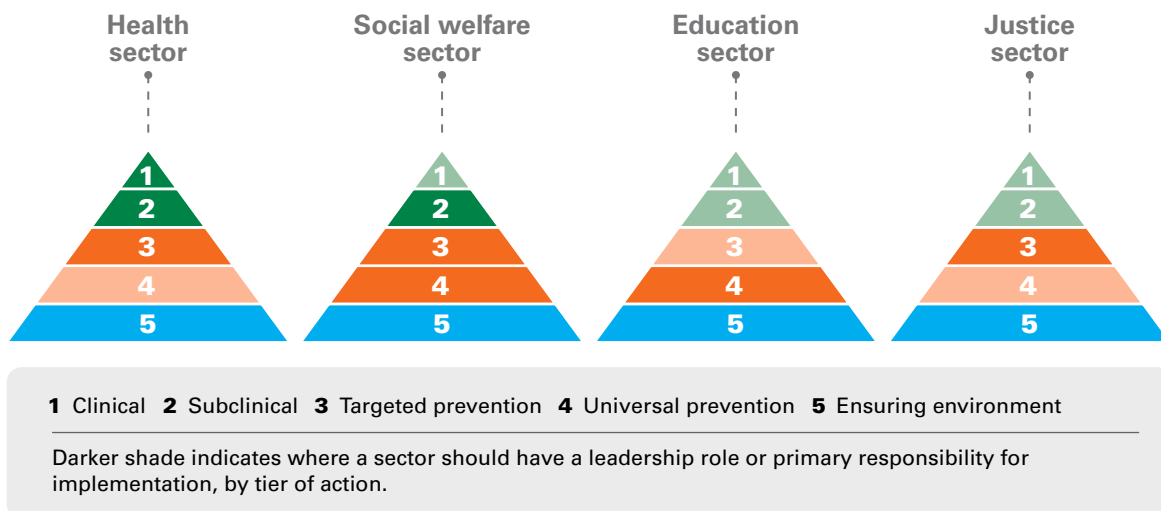 Health
sector
Social welfare
sector
Education
sector
Justice
sector
1
2
3
4
5
1
2
3
4
5
1
2
3
4
5
1
2
3
4
5
1 Clinical 2 Subclinical 3 Targeted prevention 4 Universal prevention 5 Ensuring environment
Darker shade indicates where a sector should have a leadership role or primary responsibility for
implementation, by tier of action.